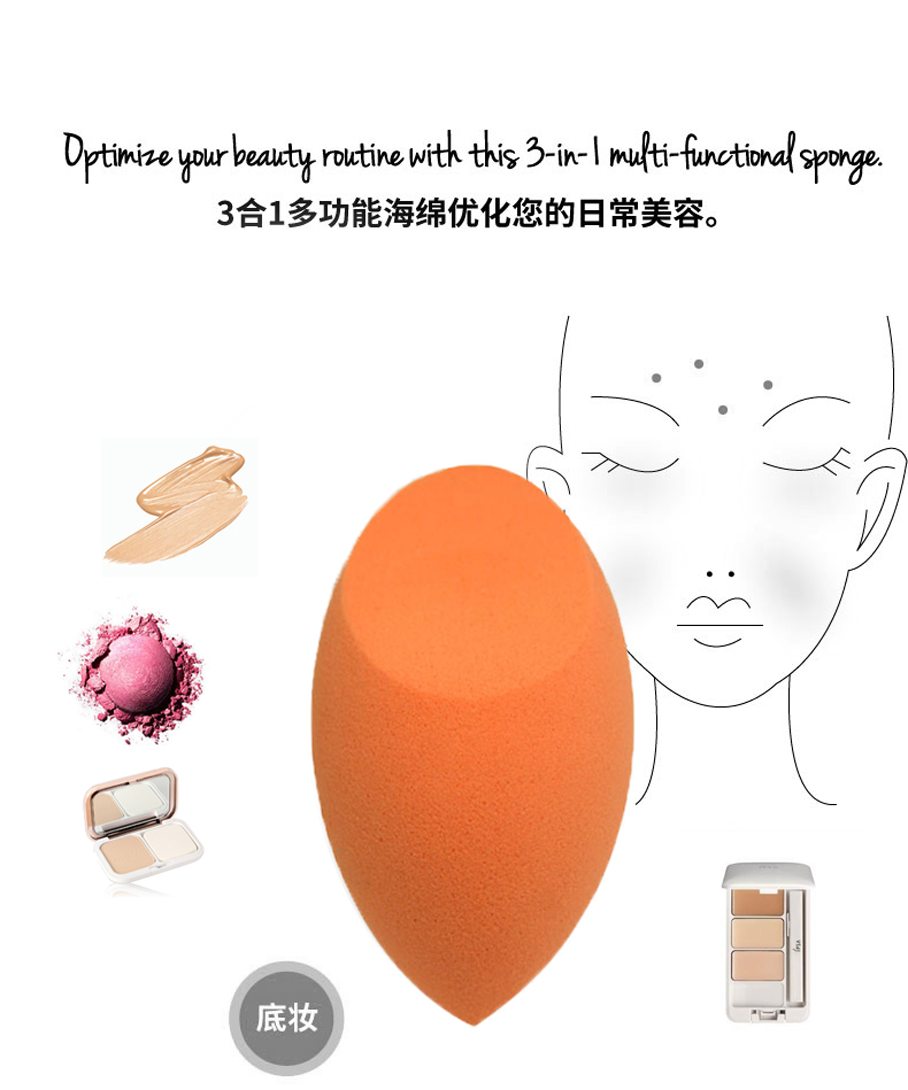 Optimize your beauty routine with this 3-in-1 multi-functional sponge.
3合1多功能海绵优化您的日常美容。
底妆